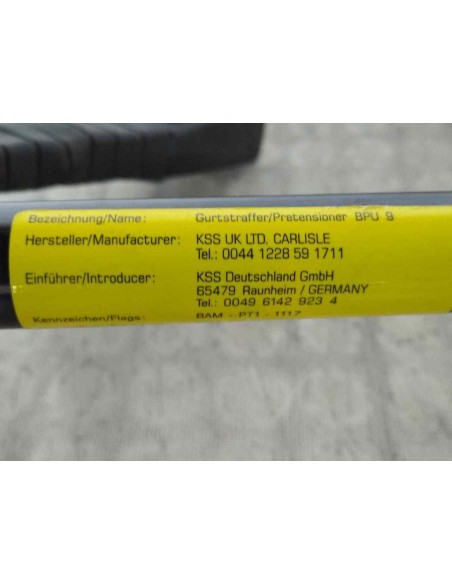 Bezeichnung/Name: Gurtstraffer/Pretensioner BPU 9
Hersteller/Manufacturer: KSS UK LTD. CARLISLE
Tel.: 0044 1228 59 1711
Einführer/Introducer: KSS Deutschland GmbH
65479 Raunheim / GERMANY
Tel.: 0049 6142 923 4
Kennzeichen/Flags: BAM - PT1 - 1117